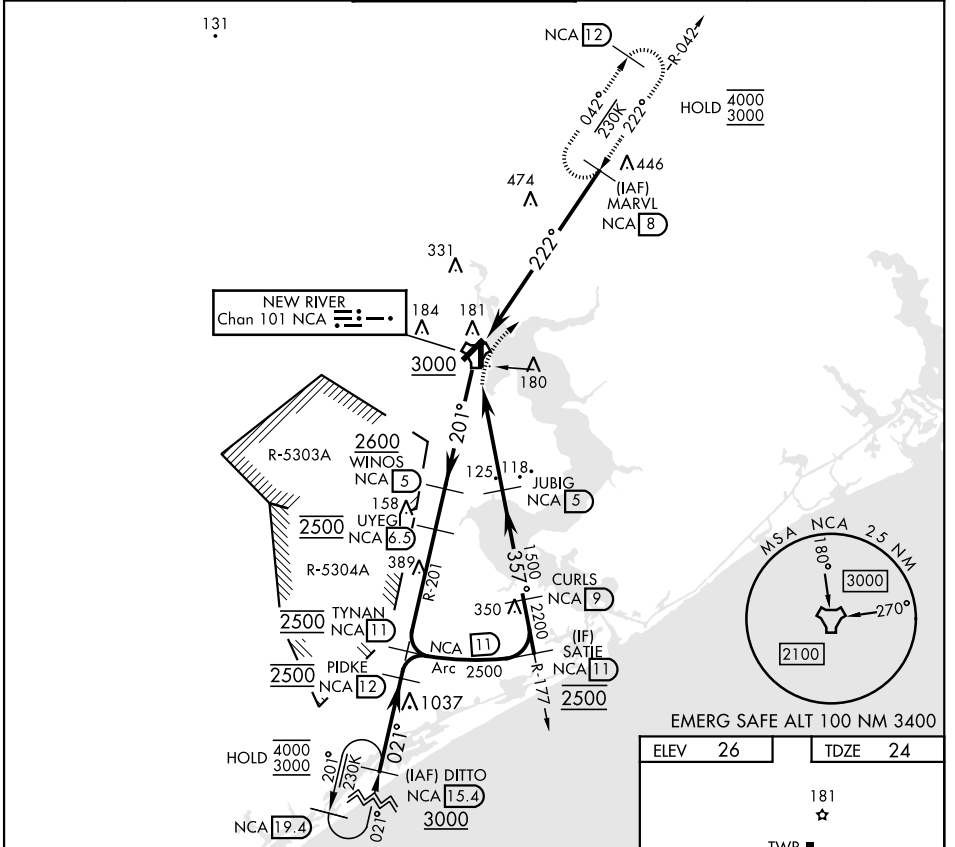 131
NCA 12
R-042
HOLD 4000
3000
042°
230K
222°
446
474
(IAF)
MARVL
NCA 8
331
222°
NEW RIVER
Chan 101 NCA
184
181
3000
180
201°
R-5303A
2600
WINOS
NCA 5
125
118
JUBIG
NCA 5
158
2500
UYEG
NCA 6.5
R-5304A
389
R-201
1500
357°
CURLS
NCA 9
350
2200
2500
TYNAN
NCA 11
NCA 11
Arc 2500
(IF)
SATIE
NCA 11
2500
R-177
2500
PIDKE
NCA 12
1037
021°
HOLD 4000
3000
201°
230K
(IAF) DITTO
NCA 15.4
3000
021°
NCA 19.4
MSA NCA 25 NM
180°
3000
270°
2100
EMERG SAFE ALT 100 NM 3400
ELEV 26
TDZE 24
181
TWR